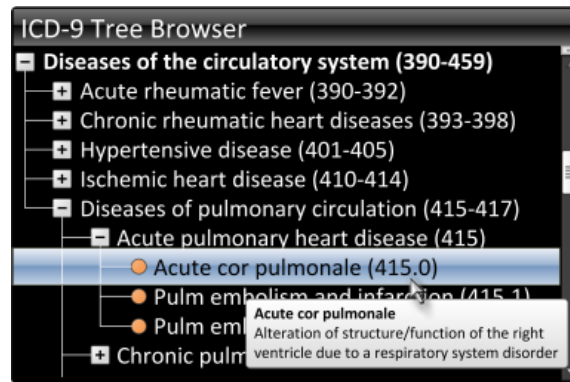 ICD-9 Tree Browser
Diseases of the circulatory system (390-459)
Acute rheumatic fever (390-392)
Chronic rheumatic heart diseases (393-398)
Hypertensive disease (401-405)
Ischemic heart disease (410-414)
Diseases of pulmonary circulation (415-417)
Acute pulmonary heart disease (415)
Acute cor pulmonale (415.0)
Pulm embolism and infarction (415.1)
Pulm
Chronic
Acute cor pulmonale
Alteration of structure/function of the right
ventricle due to a respiratory system disorder